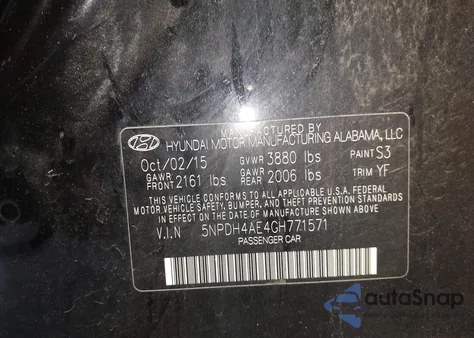 MANUFACTURED BY
HYUNDAI MOTOR MANUFACTURING ALABAMA, LLC
Oct/02/15 GVWR 3880 lbs PAINT S3
GAWR FRONT 2161 lbs GAWR REAR 2006 lbs TRIM YF
THIS VEHICLE CONFORMS TO ALL APPLICABLE U.S.A. FEDERAL
MOTOR VEHICLE SAFETY, BUMPER, AND THEFT PREVENTION STANDARDS
IN EFFECT ON THE DATE OF MANUFACTURE SHOWN ABOVE.
V.I.N 5NPDH4AE4GH771571
PASSENGER CAR
autaSnap